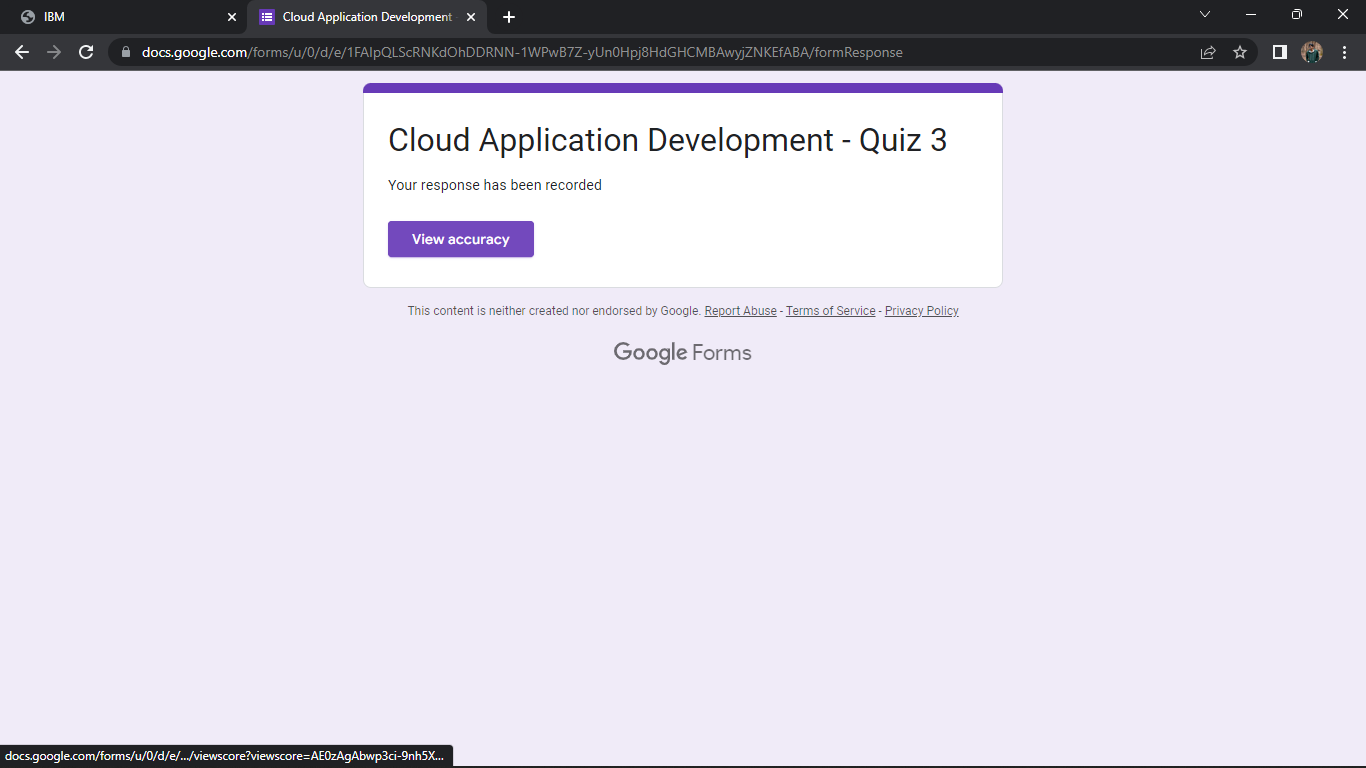 IBM
Cloud Application Development
docs.google.com/forms/u/0/d/e/1FAIpQLScRNKdOhDDRNN-1WPwB7Z-yUn0Hpj8HdGHCMBAwyjZNKEfABA/formResponse
Cloud Application Development - Quiz 3
Your response has been recorded
View accuracy
This content is neither created nor endorsed by Google. Report Abuse - Terms of Service - Privacy Policy
Google Forms
docs.google.com/forms/u/0/d/e/.../viewscore?viewscore=AE0zAgAbwp3ci-9nh5X...